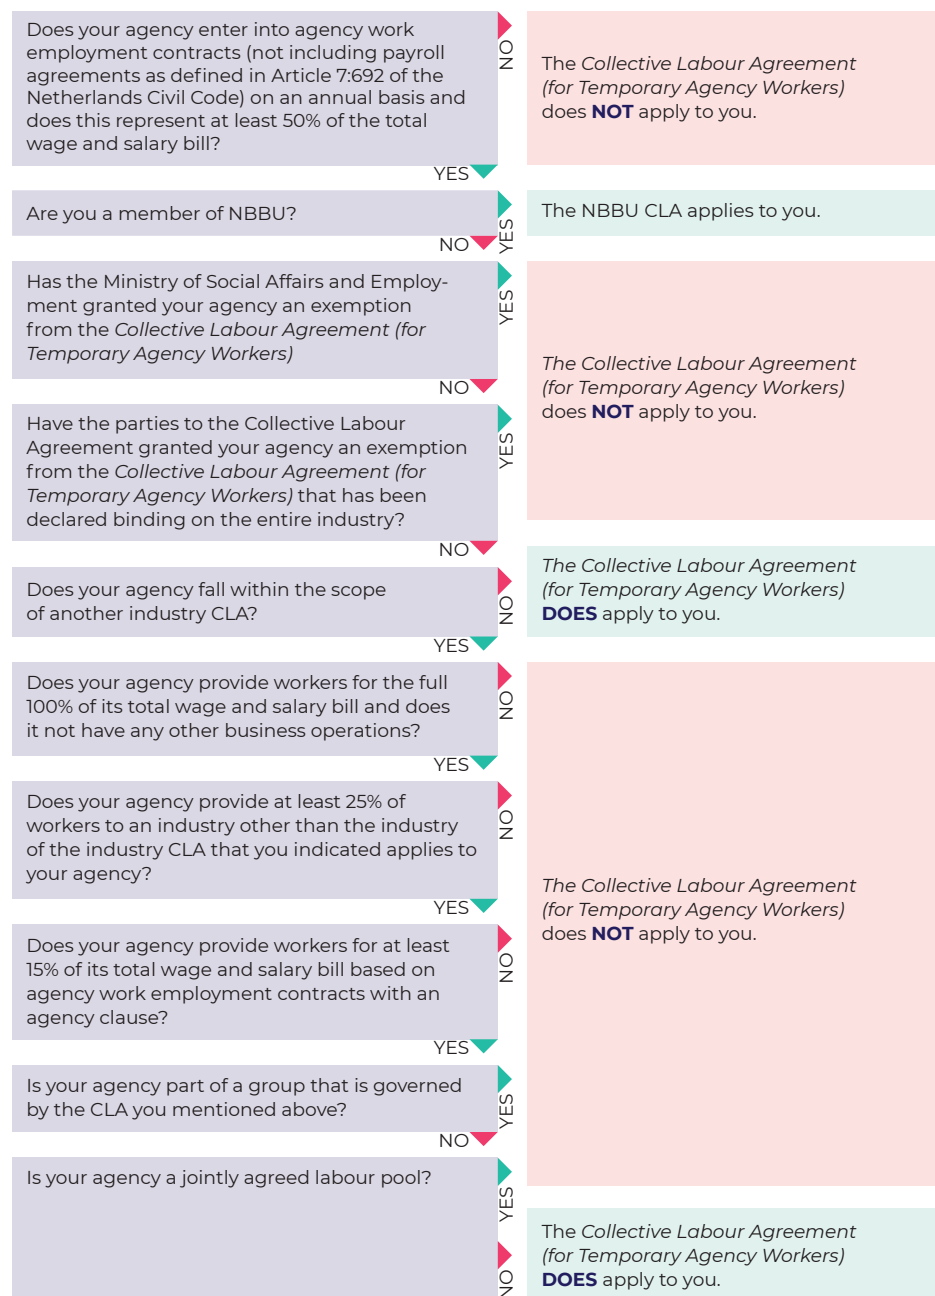 Does your agency enter into agency work
employment contracts (not including payroll
agreements as defined in Article 7:692 of the
Netherlands Civil Code) on an annual basis and
does this represent at least 50% of the total
wage and salary bill?
NO
The Collective Labour Agreement
(for Temporary Agency Workers)
does NOT apply to you.
YES
Are you a member of NBBU?
YES
The NBBU CLA applies to you.
NO
Has the Ministry of Social Affairs and Employ-
ment granted your agency an exemption
from the Collective Labour Agreement (for
Temporary Agency Workers)
YES
NO
The Collective Labour Agreement
(for Temporary Agency Workers)
does NOT apply to you.
Have the parties to the Collective Labour
Agreement granted your agency an exemption
from the Collective Labour Agreement (for
Temporary Agency Workers) that has been
declared binding on the entire industry?
YES
NO
Does your agency fall within the scope
of another industry CLA?
NO
The Collective Labour Agreement
(for Temporary Agency Workers)
DOES apply to you.
YES
Does your agency provide workers for the full
100% of its total wage and salary bill and does
it not have any other business operations?
NO
YES
Does your agency provide at least 25% of
workers to an industry other than the industry
of the industry CLA that you indicated applies to
your agency?
NO
YES
The Collective Labour Agreement
(for Temporary Agency Workers)
does NOT apply to you.
Does your agency provide workers for at least
15% of its total wage and salary bill based on
agency work employment contracts with an
agency clause?
NO
YES
Is your agency part of a group that is governed
by the CLA you mentioned above?
YES
NO
Is your agency a jointly agreed labour pool?
YES
NO
The Collective Labour Agreement
(for Temporary Agency Workers)
DOES apply to you.